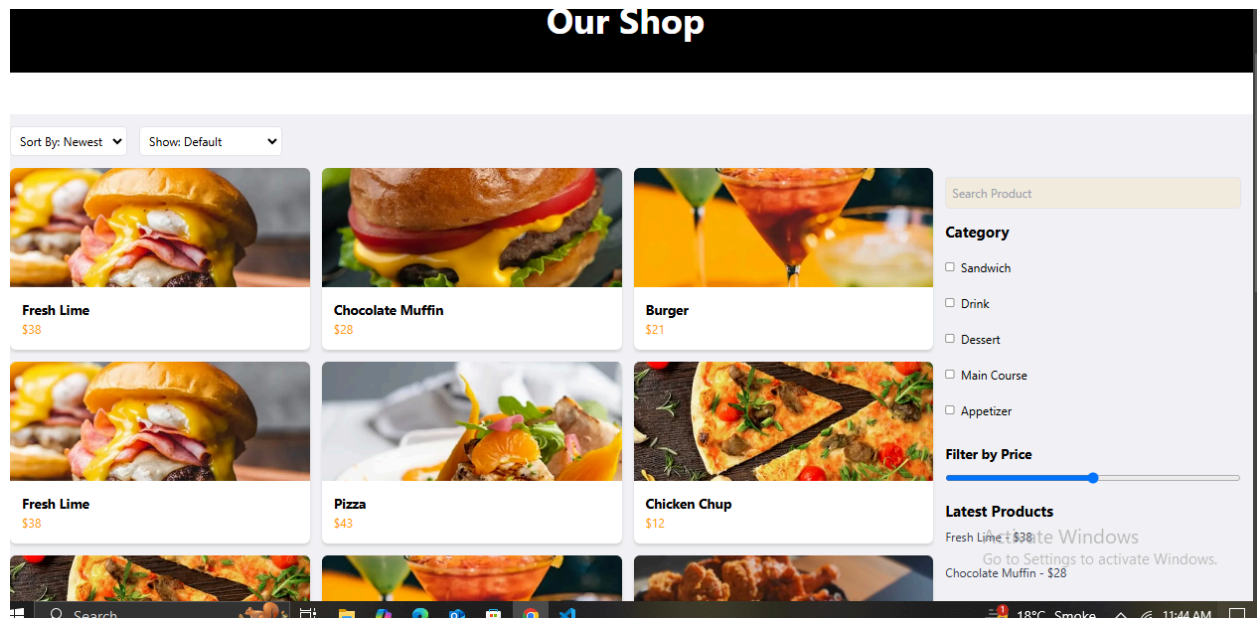 Our Shop
Sort By: Newest
Show: Default
Fresh Lime
$38
Chocolate Muffin
$28
Burger
$21
Fresh Lime
$38
Pizza
$43
Chicken Chup
$12
Search Product
Category
Sandwich
Drink
Dessert
Main Course
Appetizer
Filter by Price
Latest Products
Fresh Lime - $38
Chocolate Muffin - $28
Activate Windows
Go to Settings to activate Windows.
Search
1
18°C Smoke
11:44 AM